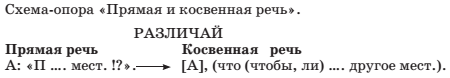 Схема-опора «Прямая и косвенная речь».
РАЗЛИЧАЙ
Прямая речь Косвенная речь
А: «П .... мест. !?».⟶ [А], (что (чтобы, ли) .... другое мест.).